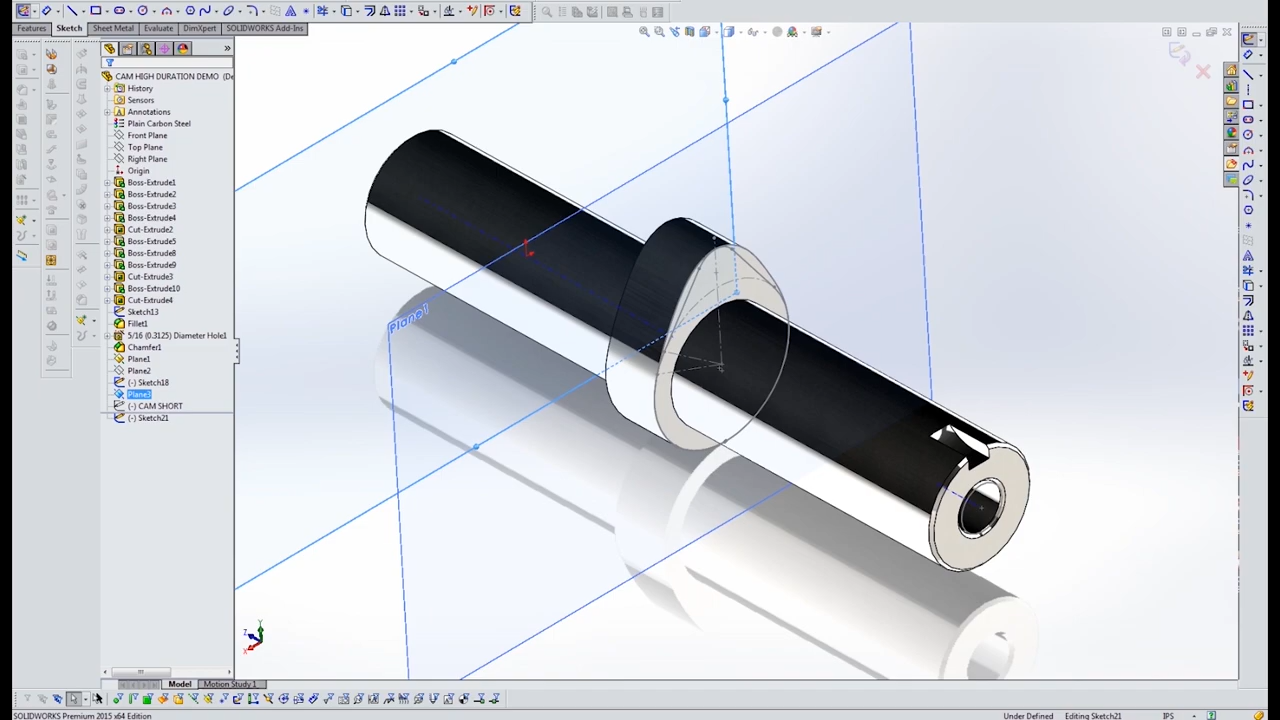 Features Sketch Sheet Metal Evaluate DimXpert SOLIDWORKS Add-Ins
CAM HIGH DURATION DEMO (De
History
Sensors
Annotations
Plain Carbon Steel
Front Plane
Top Plane
Right Plane
Origin
Boss-Extrude1
Boss-Extrude2
Boss-Extrude3
Boss-Extrude4
Cut-Extrude2
Boss-Extrude5
Boss-Extrude8
Boss-Extrude9
Cut-Extrude3
Boss-Extrude10
Cut-Extrude4
Sketch13
Fillet1
5/16 (0.3125) Diameter Hole1
Chamfer1
Plane1
Plane2
(-) Sketch18
Plane3
(-) CAM SHORT
(-) Sketch21
Plane1
Y
Z
X
Model Motion Study 1
SOLIDWORKS Premium 2015 x64 Edition Under Defined Editing Sketch21 IPS